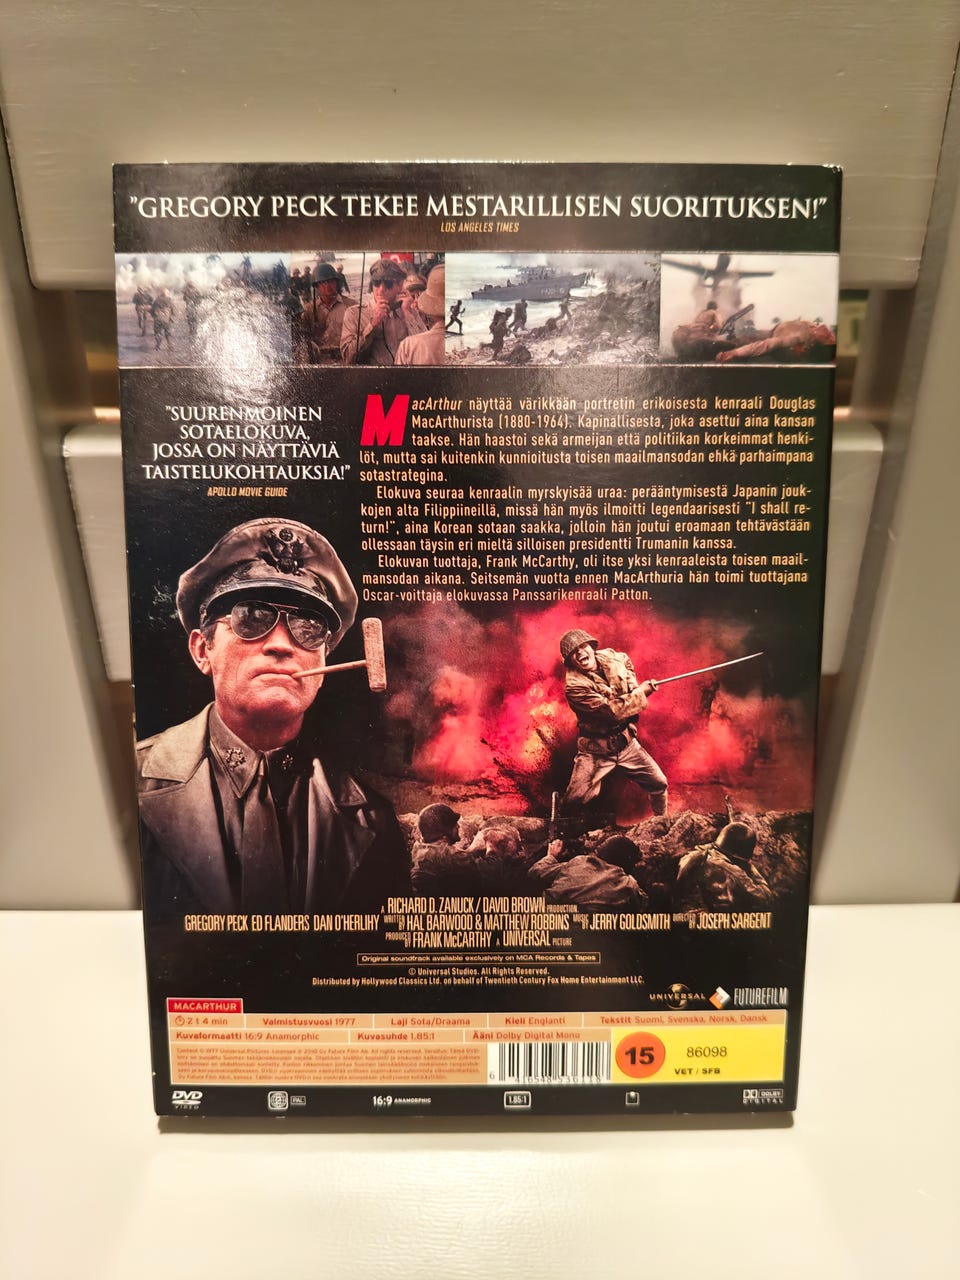 ”GREGORY PECK TEKEE MESTARILLISEN SUORITUKSEN!”
LOS ANGELES TIMES
”SUURENMOINEN
SOTAELOKUVA,
JOSSA ON NÄYTTÄVIÄ
TAISTELUKOHTAUKSIA!”
APOLLO MOVIE GUIDE
MacArthur näyttää värikkään portretin erikoisesta kenraali Douglas
MacArthurista (1880-1964). Kapinallisesta, joka asettui aina kansan
taakse. Hän haastoi sekä armeijan että politiikan korkeimmat henki-
löt, mutta sai kuitenkin kunnioitusta toisen maailmansodan ehkä parhaimpana
sotastrategina.
Elokuva seuraa kenraalin myrskyisää uraa: perääntymisestä Japanin jouk-
kojen alta Filippiineillä, missä hän myös ilmoitti legendaarisesti "I shall re-
turn!", aina Korean sotaan saakka, jolloin hän joutui eroamaan tehtävästään
ollessaan täysin eri mieltä silloisen presidentti Trumanin kanssa.
Elokuvan tuottaja, Frank McCarthy, oli itse yksi kenraaleista toisen maail-
mansodan aikana. Seitsemän vuotta ennen MacArthuria hän toimi tuottajana
Oscar-voittaja elokuvassa Panssarikenraali Patton.
A RICHARD D. ZANUCK / DAVID BROWN PRODUCTION
GREGORY PECK ED FLANDERS DAN O'HERLIHY WRITTEN BY HAL BARWOOD & MATTHEW ROBBINS MUSIC BY JERRY GOLDSMITH DIRECTED BY JOSEPH SARGENT
PRODUCED BY FRANK McCARTHY A UNIVERSAL PICTURE
Original soundtrack available exclusively on MCA Records & Tapes
© Universal Studios. All Rights Reserved.
Distributed by Hollywood Classics Ltd. on behalf of Twentieth Century Fox Home Entertainment LLC.
UNIVERSAL FUTUREFILM
MACARTHUR
2 t 4 min Valmistusvuosi 1977 Laji Sota/Draama Kieli Englanti Tekstit Suomi, Svenska, Norsk, Dansk
Kuvaformaatti 16:9 Anamorphic Kuvasuhde 1.85:1 Ääni Dolby Digital Mono
15 86098
VET / SFB
DVD VIDEO PAL 16:9 ANAMORPHIC 1.85:1 DOLBY DIGITAL